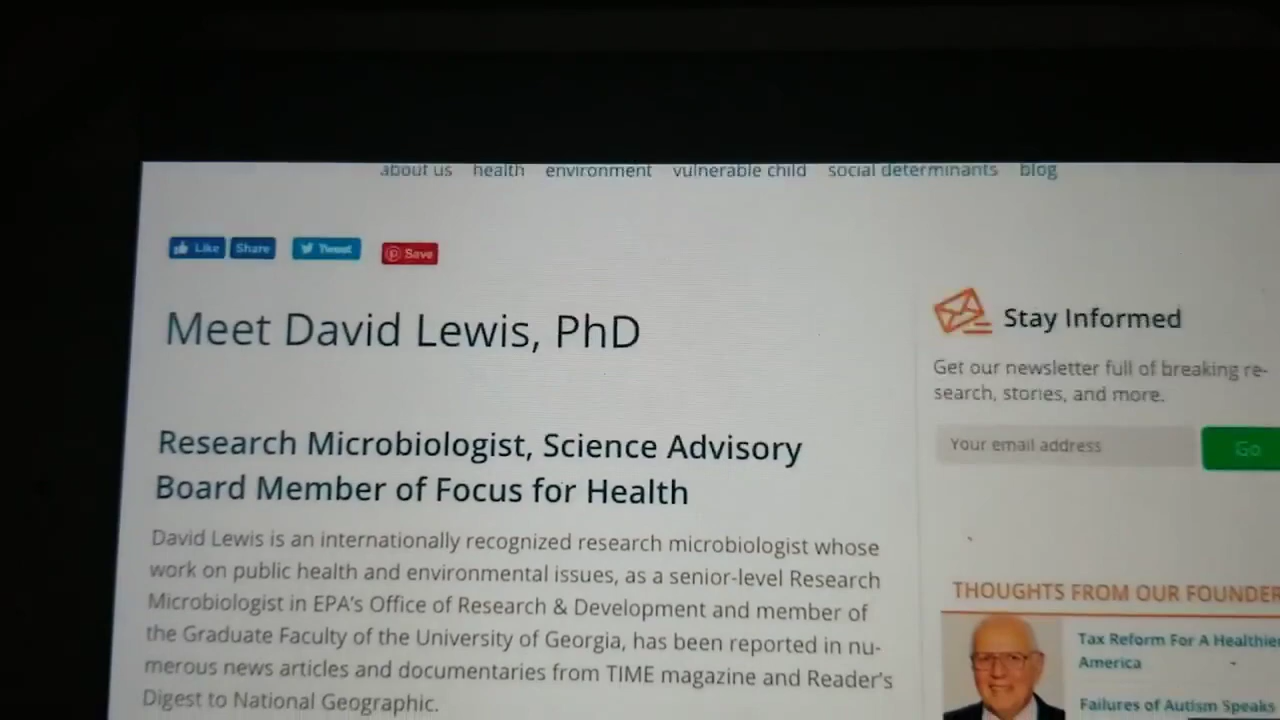 about us health environment vulnerable child social determinants blog
Like Share Tweet Save
Meet David Lewis, PhD
Research Microbiologist, Science Advisory
Board Member of Focus for Health
David Lewis is an internationally recognized research microbiologist whose
work on public health and environmental issues, as a senior-level Research
Microbiologist in EPA's Office of Research & Development and member of
the Graduate Faculty of the University of Georgia, has been reported in nu-
merous news articles and documentaries from TIME magazine and Reader's
Digest to National Geographic.
Stay Informed
Get our newsletter full of breaking re-
search, stories, and more.
Your email address Go
THOUGHTS FROM OUR FOUNDER
Tax Reform For A Healthie
America
Failures of Autism Speaks